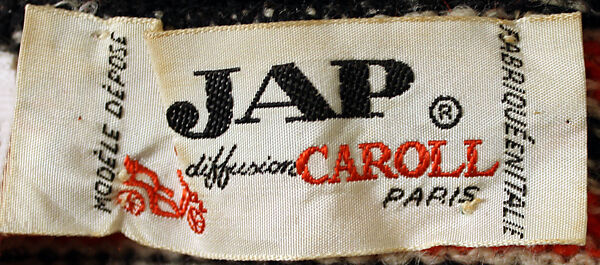 MODÈLE DÉPOSÉ
JAP ®
diffusion CAROLL
PARIS
FABRIQUÉ EN ITALIE